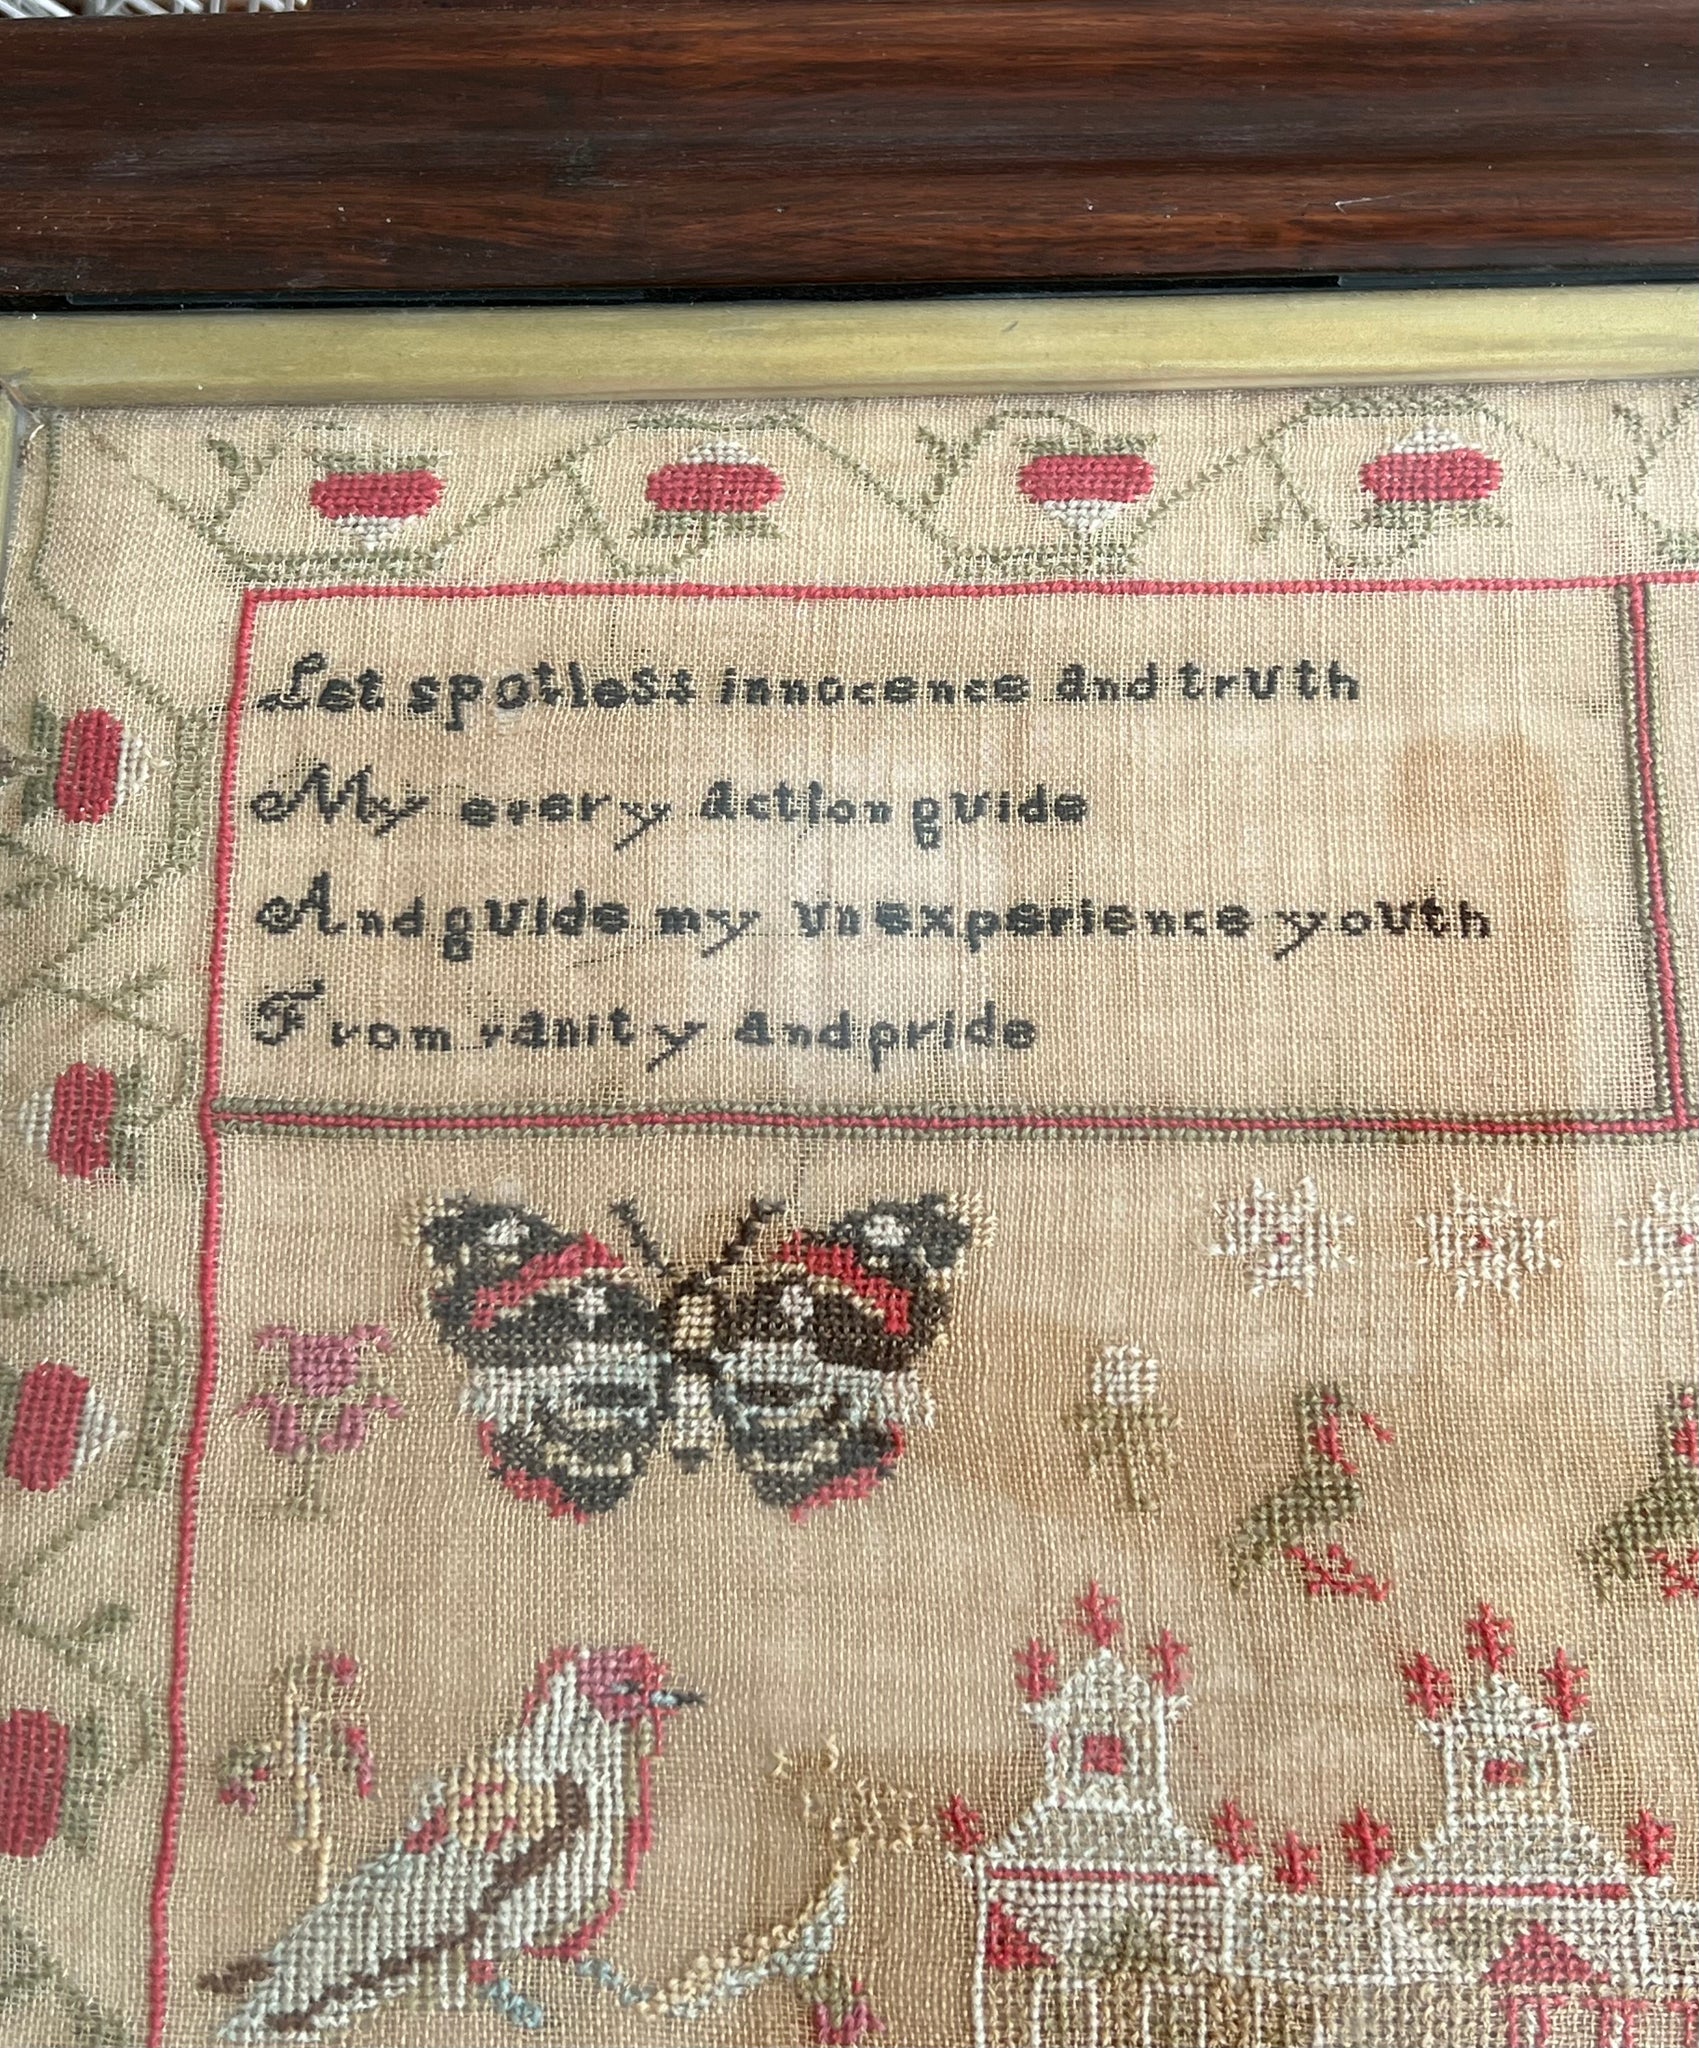 Let spotless innocence and truth
My every action guide
And guide my unexperience youth
From vanity and pride